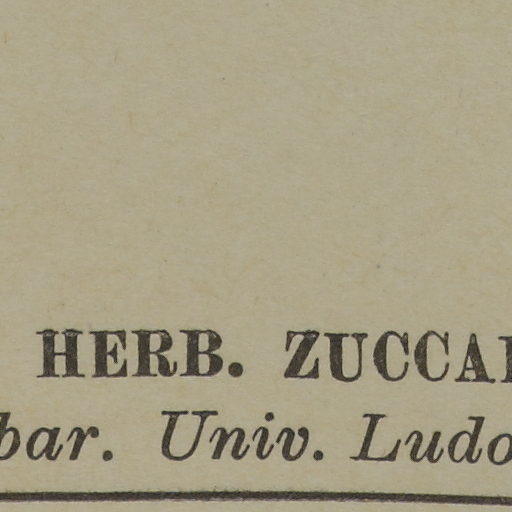 HERB. ZUCCA
bar. Univ. Ludo